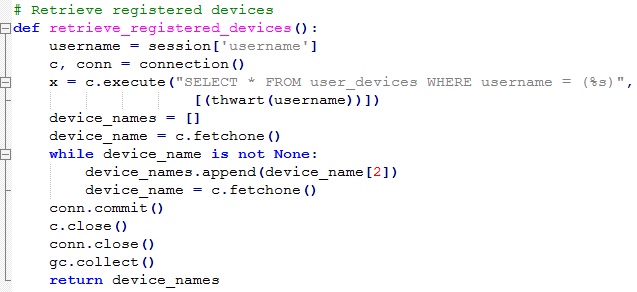 # Retrieve registered devices
def retrieve_registered_devices():
    username = session['username']
    c, conn = connection()
    x = c.execute("SELECT * FROM user_devices WHERE username = (%s)",
                    [(thwart(username))])
    device_names = []
    device_name = c.fetchone()
    while device_name is not None:
        device_names.append(device_name[2])
        device_name = c.fetchone()
    conn.commit()
    c.close()
    conn.close()
    gc.collect()
    return device_names